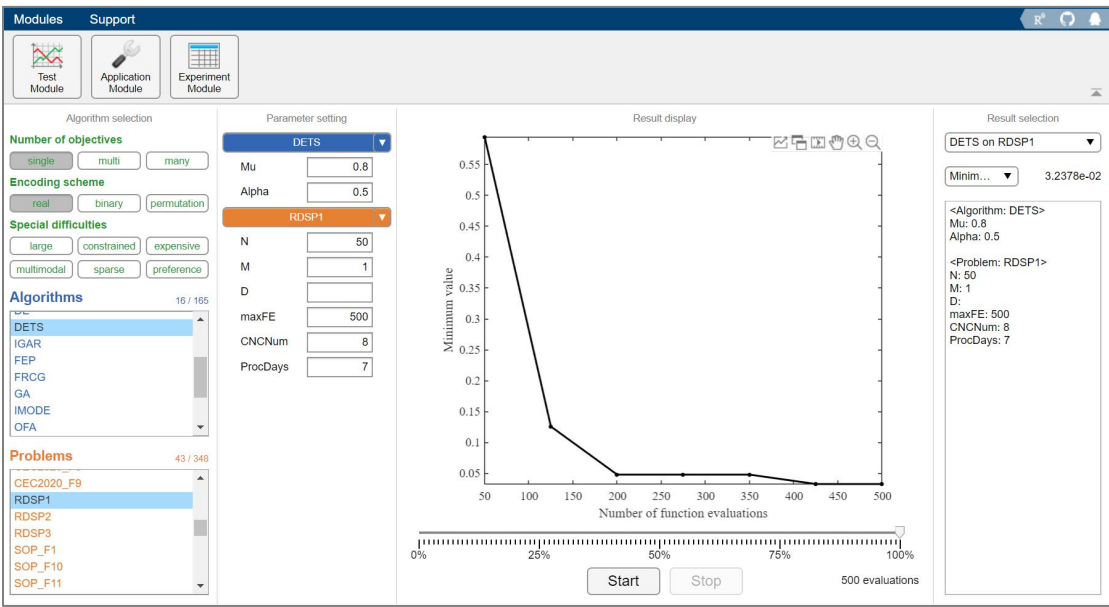 Modules Support
Test Module
Application Module
Experiment Module
Algorithm selection
Number of objectives
single multi many
Encoding scheme
real binary permutation
Special difficulties
large constrained expensive
multimodal sparse preference
Algorithms 16 / 165
DETS
IGAR
FEP
FRCG
GA
IMODE
OFA
Problems 43 / 348
CEC2020_F9
RDSP1
RDSP2
RDSP3
SOP_F1
SOP_F10
SOP_F11
Parameter setting
DETS
Mu 0.8
Alpha 0.5
RDSP1
N 50
M 1
D
maxFE 500
CNCNum 8
ProcDays 7
Result display
0.55
0.5
0.45
0.4
0.35
0.3
0.25
0.2
0.15
0.1
0.05
Minimum value
50 100 150 200 250 300 350 400 450 500
Number of function evaluations
0% 25% 50% 75% 100%
Start Stop 500 evaluations
Result selection
DETS on RDSP1
Minim... 3.2378e-02
<Algorithm: DETS>
Mu: 0.8
Alpha: 0.5
<Problem: RDSP1>
N: 50
M: 1
D:
maxFE: 500
CNCNum: 8
ProcDays: 7